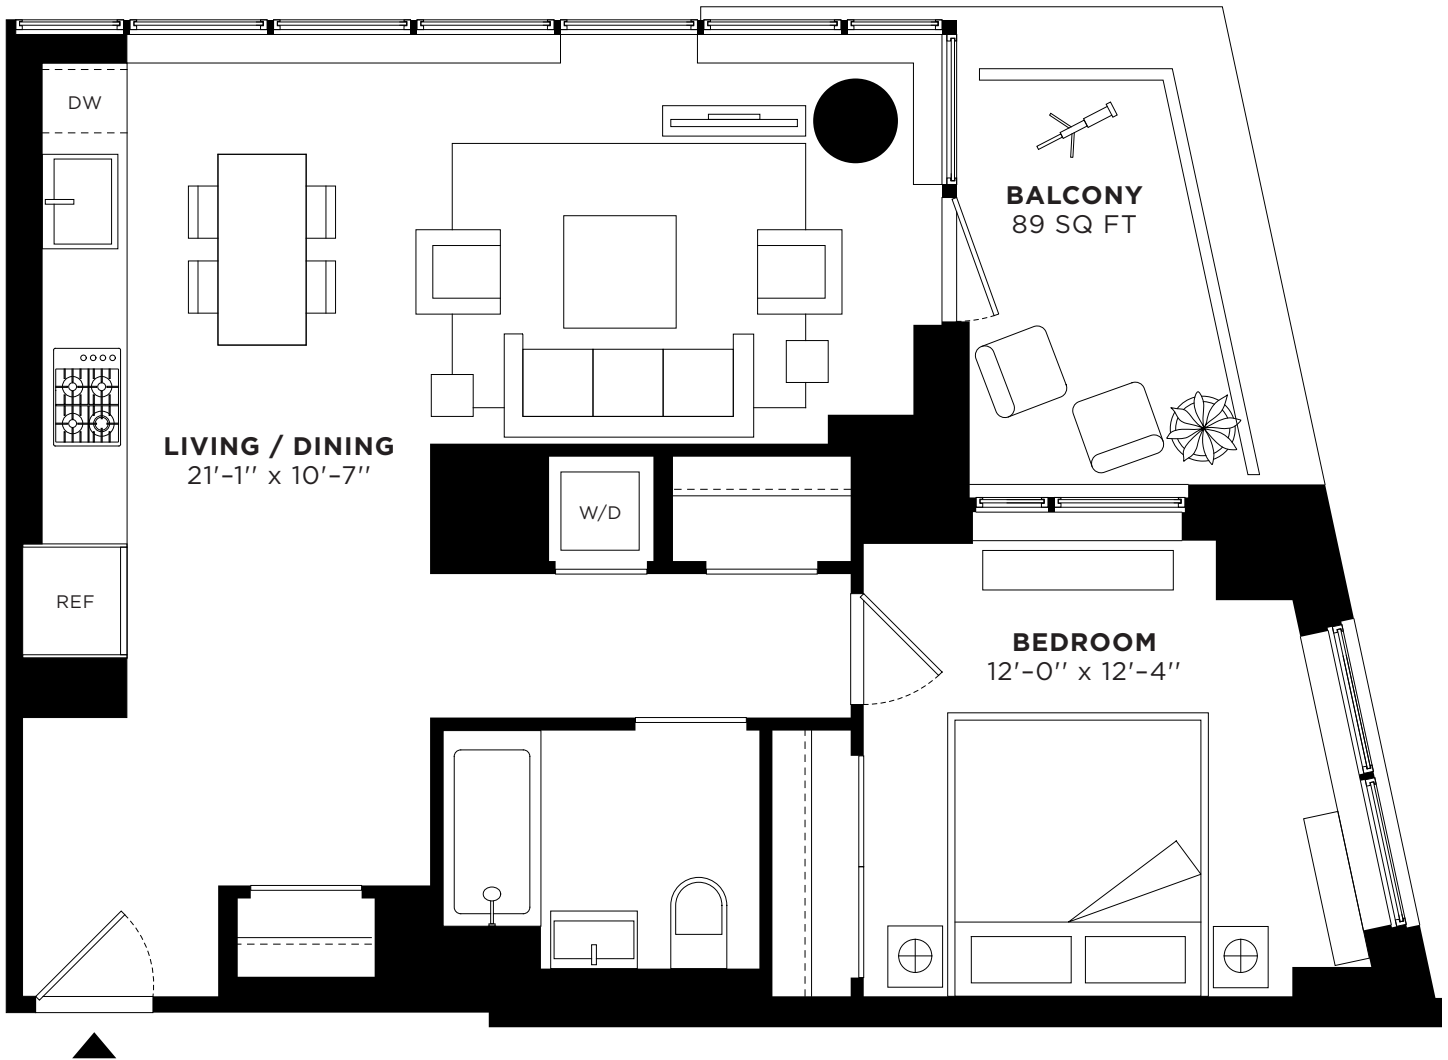 DW
BALCONY
89 SQ FT
LIVING / DINING
21'-1'' x 10'-7''
W/D
REF
BEDROOM
12'-0'' x 12'-4''